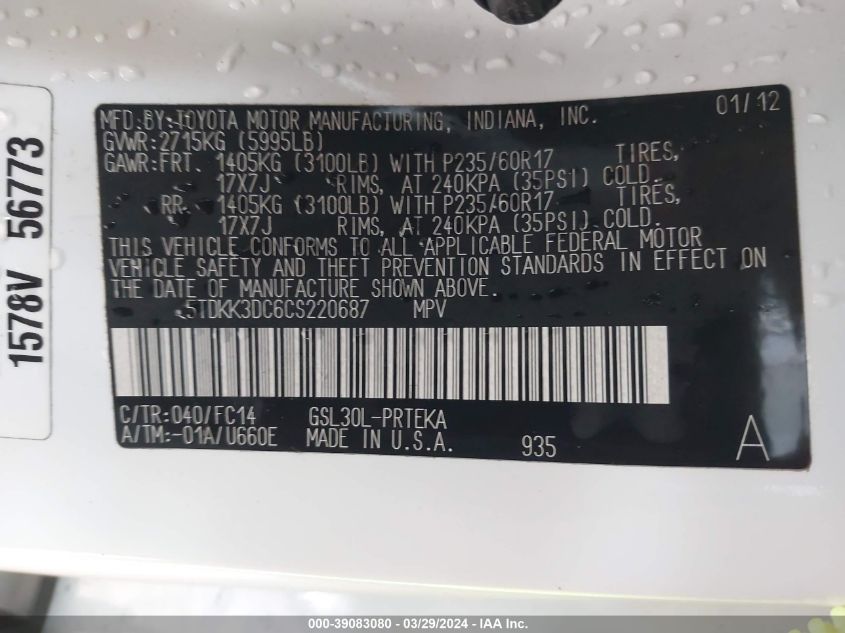 1578V 56773
MFD.BY:TOYOTA MOTOR MANUFACTURING, INDIANA, INC. 01/12
GVWR:2715KG (5995LB)
GAWR:FRT. 1405KG (3100LB) WITH P235/60R17 TIRES,
17X7J RIMS, AT 240KPA (35PSI) COLD.
RR. 1405KG (3100LB) WITH P235/60R17 TIRES,
17X7J RIMS, AT 240KPA (35PSI) COLD.
THIS VEHICLE CONFORMS TO ALL APPLICABLE FEDERAL MOTOR
VEHICLE SAFETY AND THEFT PREVENTION STANDARDS IN EFFECT ON
THE DATE OF MANUFACTURE SHOWN ABOVE.
5TDKK3DC6CS220687 MPV
C/TR:040/FC14 GSL30L-PRTEKA
A/TM:-01A/U660E MADE IN U.S.A. 935 A
000-39083080 - 03/29/2024 - IAA Inc.